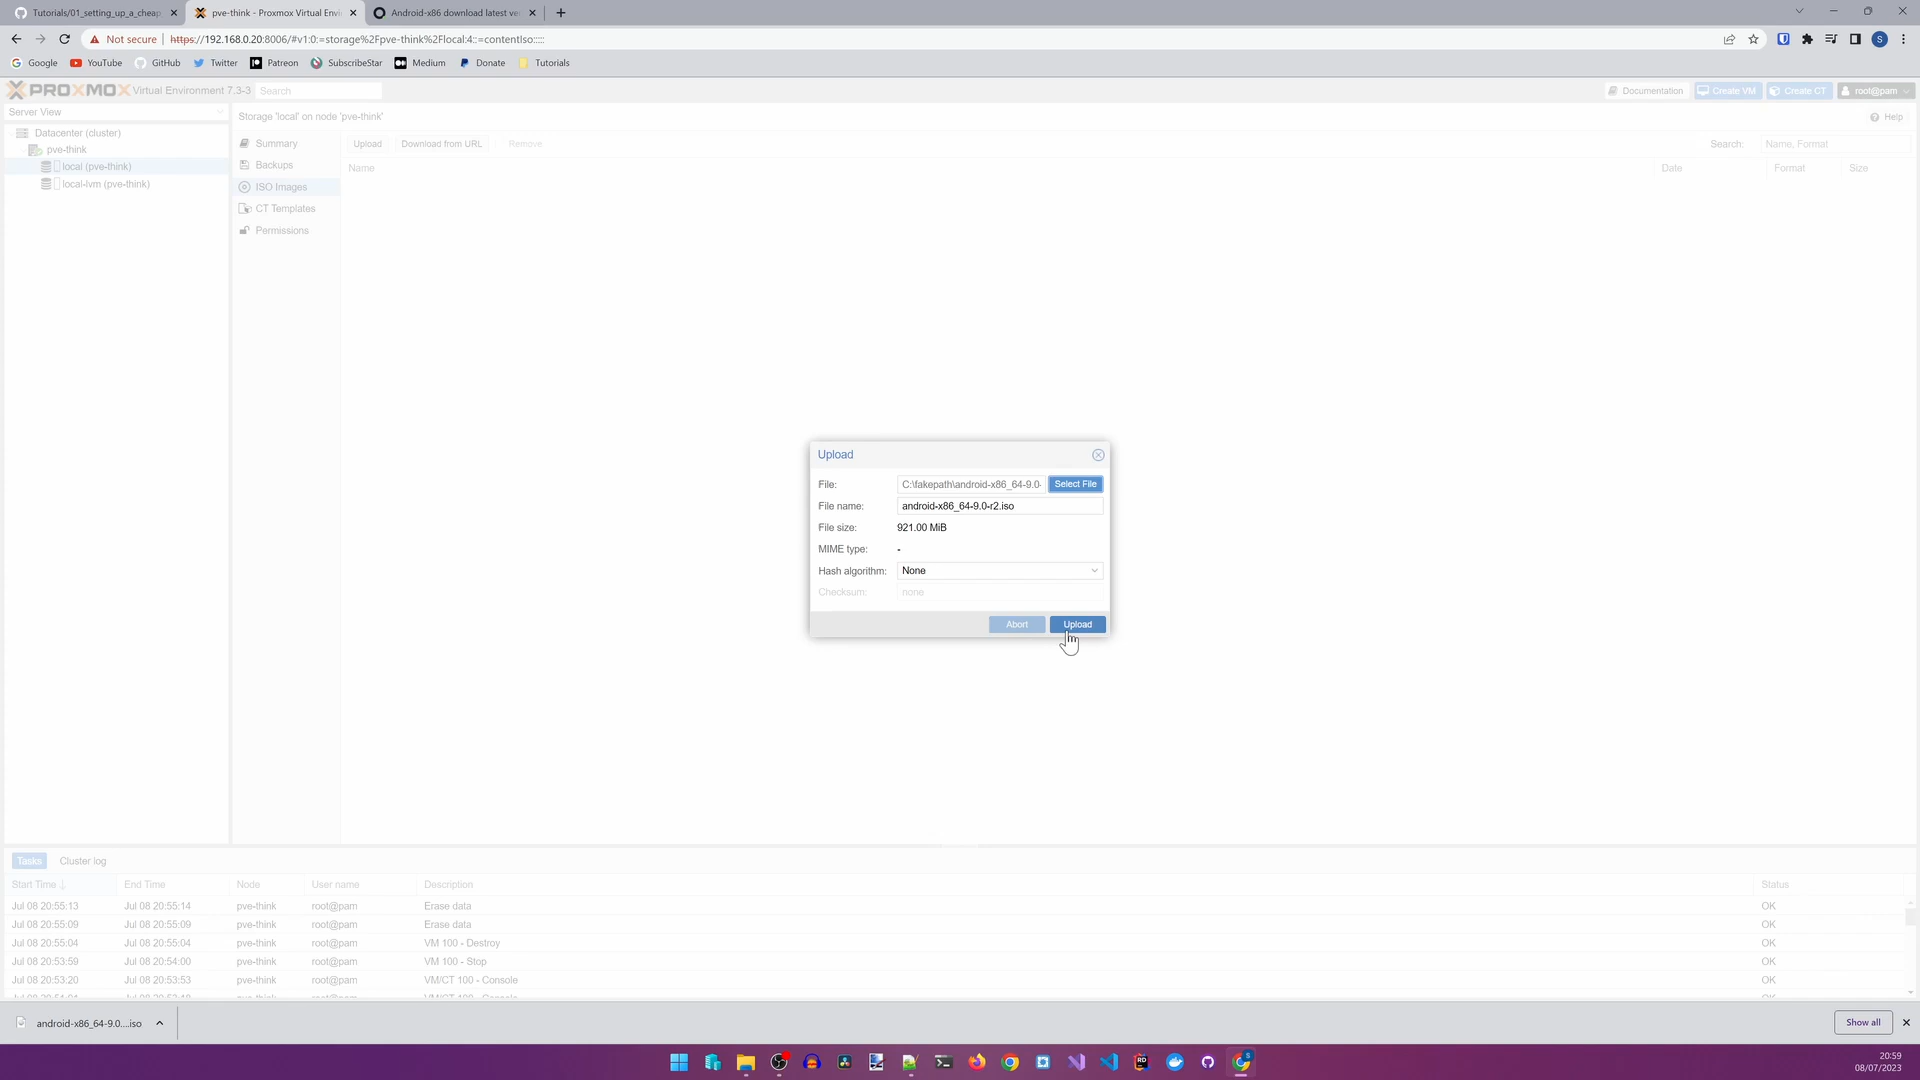 Tutorials/01_setting_up_a_cheap
pve-think - Proxmox Virtual Envi
Android-x86 download latest ve
Not secure
https://192.168.0.20:8006/#v1:0:=storage%2Fpve-think%2Flocal:4::=contentIso:::::
S
Google
YouTube
GitHub
Twitter
Patreon
SubscribeStar
Medium
Donate
Tutorials
PROXMOX Virtual Environment 7.3-3
Search
Documentation
Create VM
Create CT
root@pam
Server View
Storage 'local' on node 'pve-think'
Help
Datacenter (cluster)
pve-think
local (pve-think)
local-lvm (pve-think)
Summary
Backups
ISO Images
CT Templates
Permissions
Upload
Download from URL
Remove
Search:
Name, Format
Name
Date
Format
Size
Upload
File:
C:\fakepath\android-x86_64-9.0-
Select File
File name:
android-x86_64-9.0-r2.iso
File size:
921.00 MiB
MIME type:
-
Hash algorithm:
None
Checksum:
none
Abort
Upload
Tasks
Cluster log
Start Time
End Time
Node
User name
Description
Status
Jul 08 20:55:13 Jul 08 20:55:14 pve-think root@pam Erase data OK
Jul 08 20:55:09 Jul 08 20:55:09 pve-think root@pam Erase data OK
Jul 08 20:55:04 Jul 08 20:55:04 pve-think root@pam VM 100 - Destroy OK
Jul 08 20:53:59 Jul 08 20:54:00 pve-think root@pam VM 100 - Stop OK
Jul 08 20:53:20 Jul 08 20:53:53 pve-think root@pam VM/CT 100 - Console OK
android-x86_64-9.0....iso
Show all
20:59
08/07/2023